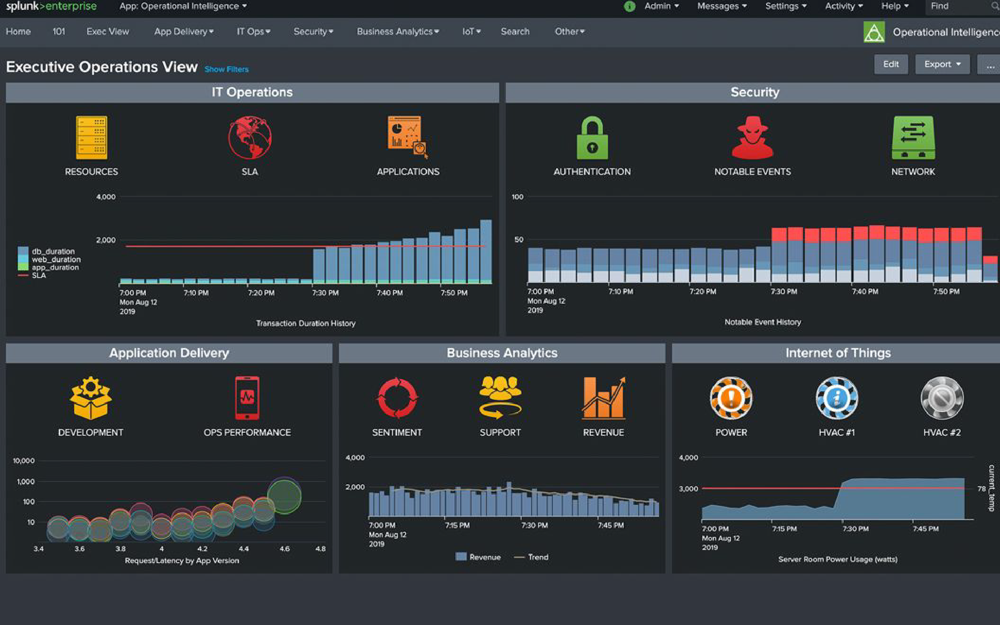 splunk>enterprise App: Operational Intelligence
Admin Messages Settings Activity Help Find
Home 101 Exec View App Delivery IT Ops Security Business Analytics IoT Search Other
Operational Intelligence
Executive Operations View Show Filters
Edit Export ...
IT Operations
RESOURCES SLA APPLICATIONS
4,000
2,000
db_duration
web_duration
app_duration
SLA
7:00 PM 7:10 PM 7:20 PM 7:30 PM 7:40 PM 7:50 PM
Mon Aug 12
2019
Transaction Duration History
Security
AUTHENTICATION NOTABLE EVENTS NETWORK
100
50
7:00 PM 7:10 PM 7:20 PM 7:30 PM 7:40 PM 7:50 PM
Mon Aug 12
2019
Notable Event History
Application Delivery
DEVELOPMENT OPS PERFORMANCE
10,000
1,000
100
10
3.4 3.6 3.8 4 4.2 4.4 4.6 4.8
Request/Latency by App Version
Business Analytics
SENTIMENT SUPPORT REVENUE
4,000
2,000
7:00 PM 7:15 PM 7:30 PM 7:45 PM
Mon Aug 12
2019
Revenue Trend
Internet of Things
POWER HVAC #1 HVAC #2
4,000
3,000
78
current_temp
7:00 PM 7:15 PM 7:30 PM 7:45 PM
Mon Aug 12
2019
Server Room Power Usage (watts)